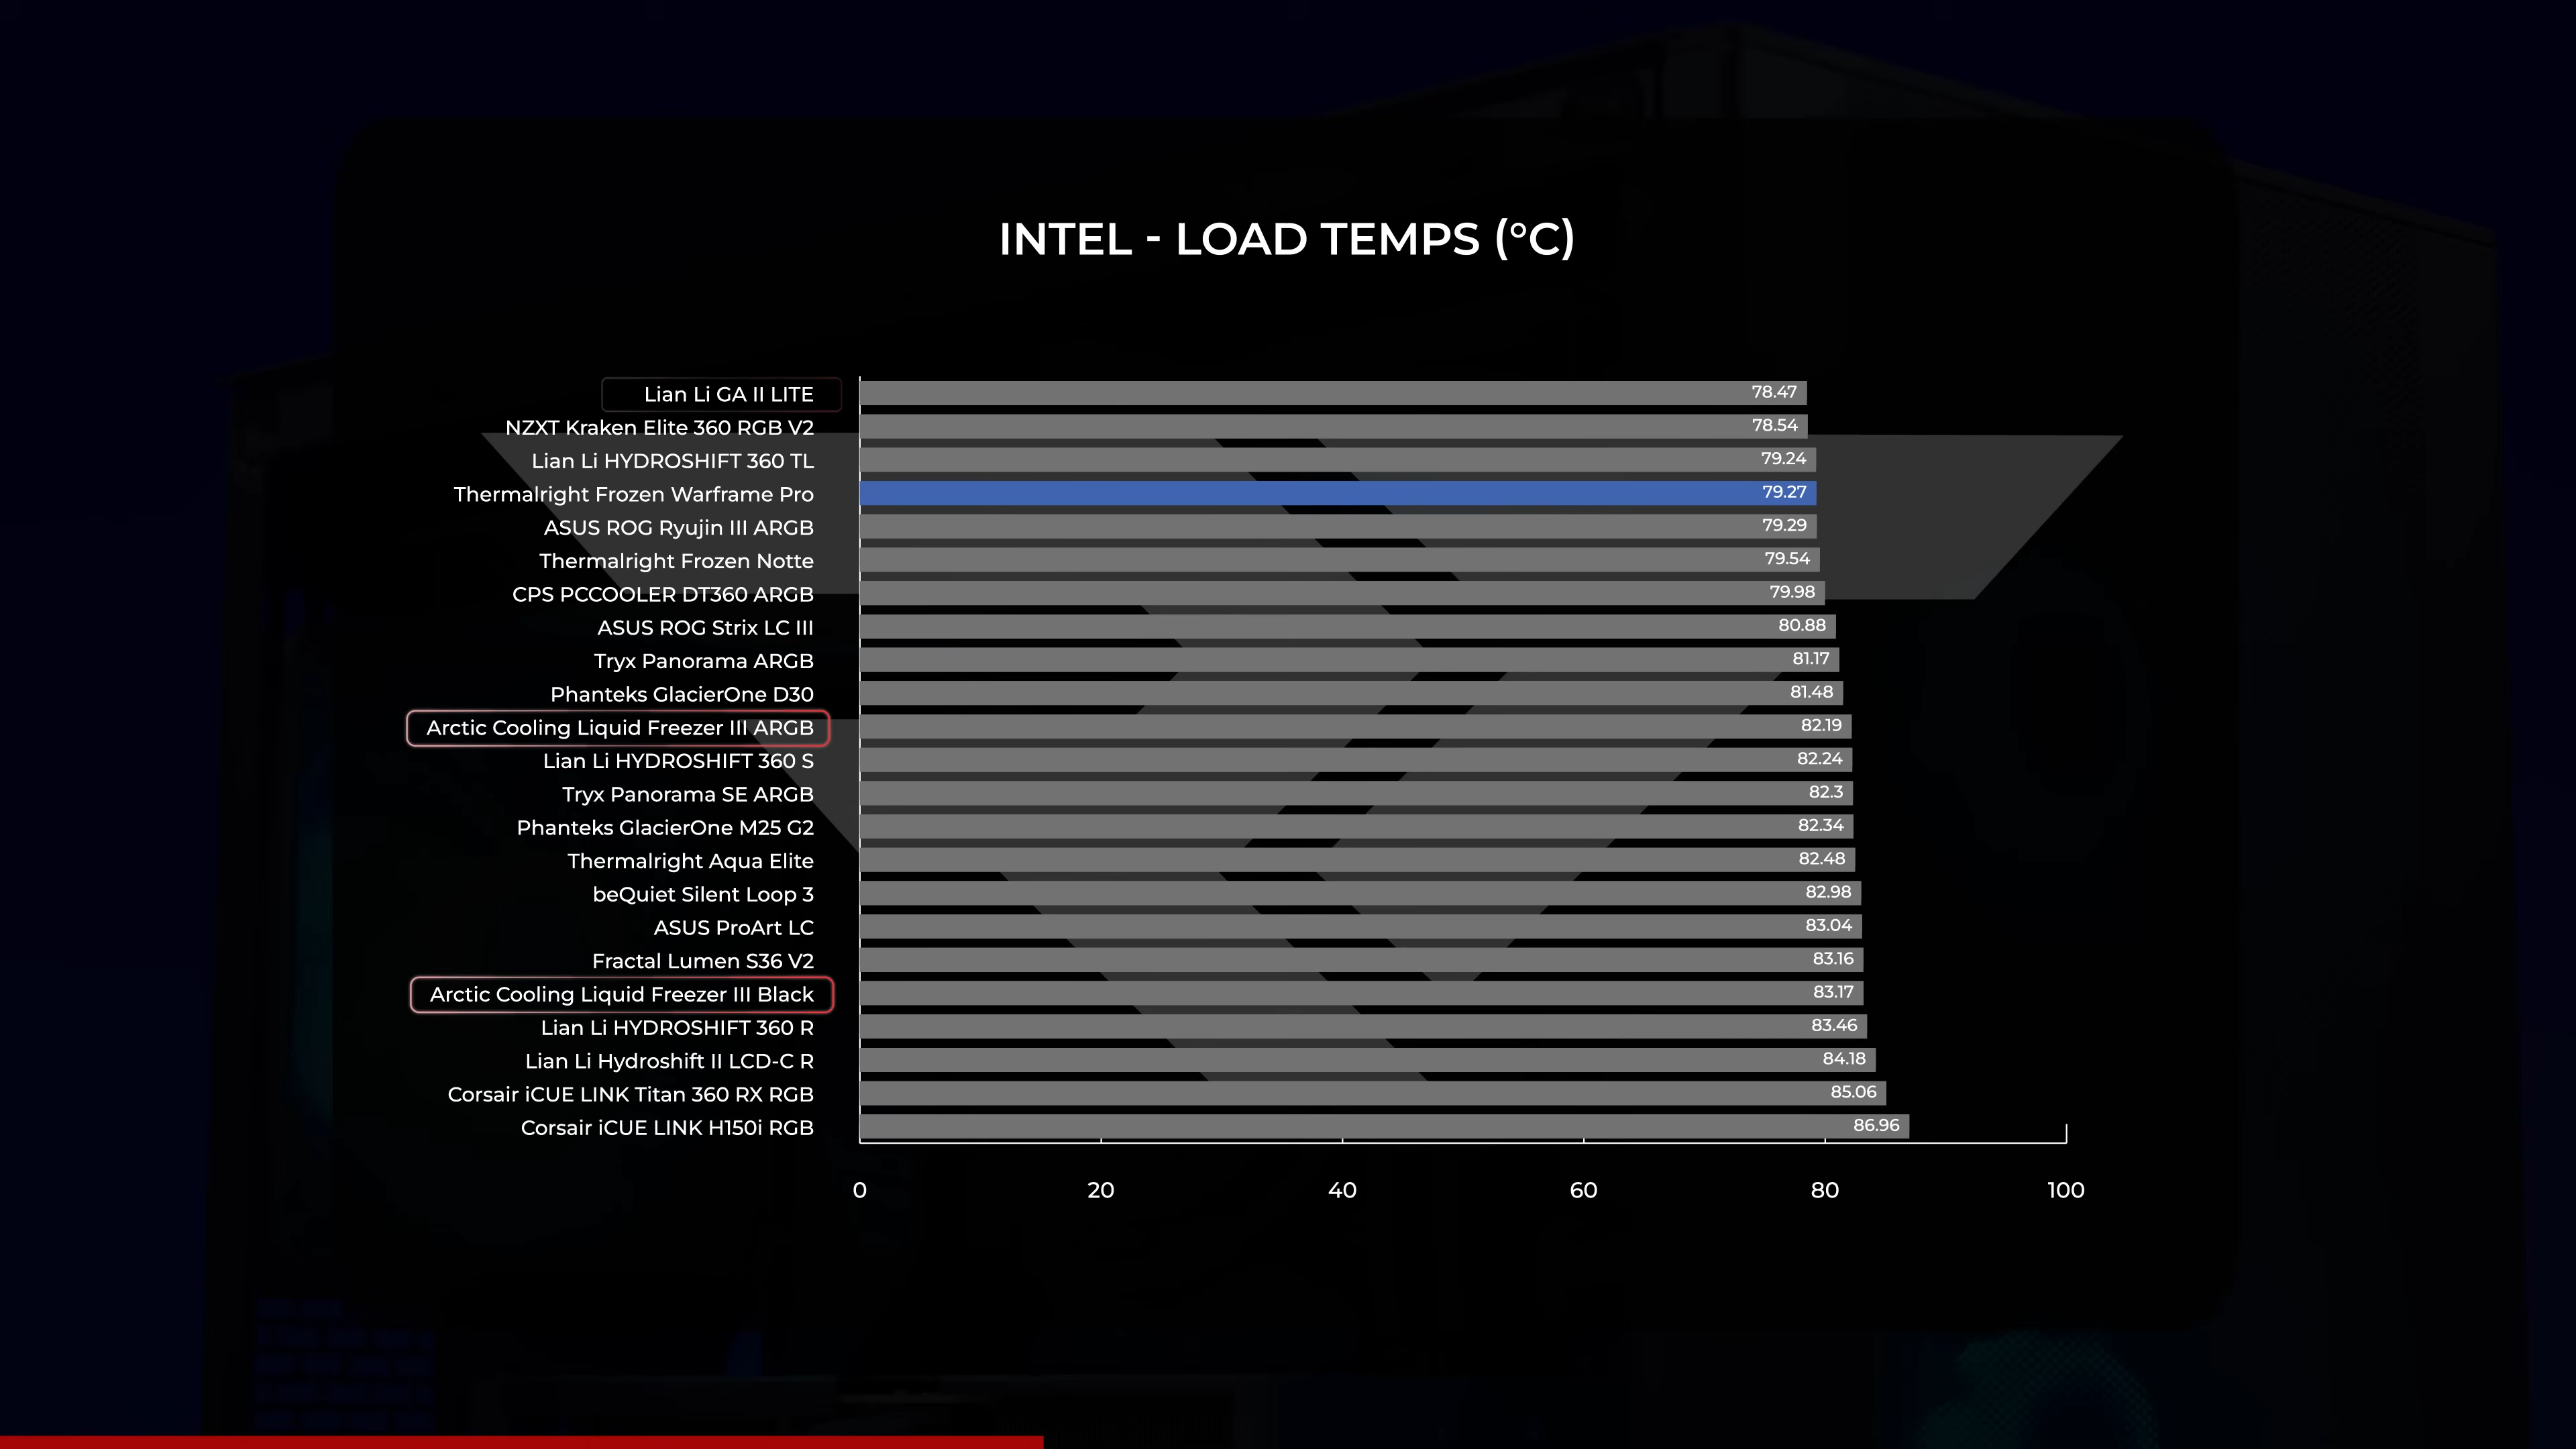 INTEL - LOAD TEMPS (°C)
Lian Li GA II LITE 78.47
NZXT Kraken Elite 360 RGB V2 78.54
Lian Li HYDROSHIFT 360 TL 79.24
Thermalright Frozen Warframe Pro 79.27
ASUS ROG Ryujin III ARGB 79.29
Thermalright Frozen Notte 79.54
CPS PCCOOLER DT360 ARGB 79.98
ASUS ROG Strix LC III 80.88
Tryx Panorama ARGB 81.17
Phanteks GlacierOne D30 81.48
Arctic Cooling Liquid Freezer III ARGB 82.19
Lian Li HYDROSHIFT 360 S 82.24
Tryx Panorama SE ARGB 82.3
Phanteks GlacierOne M25 G2 82.34
Thermalright Aqua Elite 82.48
beQuiet Silent Loop 3 82.98
ASUS ProArt LC 83.04
Fractal Lumen S36 V2 83.16
Arctic Cooling Liquid Freezer III Black 83.17
Lian Li HYDROSHIFT 360 R 83.46
Lian Li Hydroshift II LCD-C R 84.18
Corsair iCUE LINK Titan 360 RX RGB 85.06
Corsair iCUE LINK H150i RGB 86.96
0 20 40 60 80 100